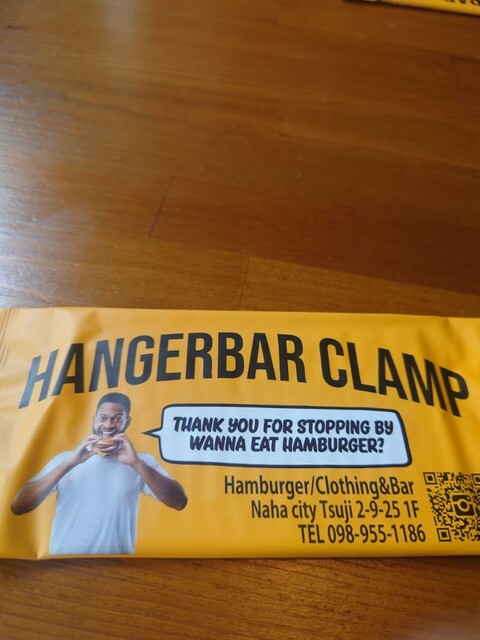 HANGERBAR CLAMP
THANK YOU FOR STOPPING BY
WANNA EAT HAMBURGER?
Hamburger/Clothing&Bar
Naha city Tsuji 2-9-25 1F
TEL 098-955-1186